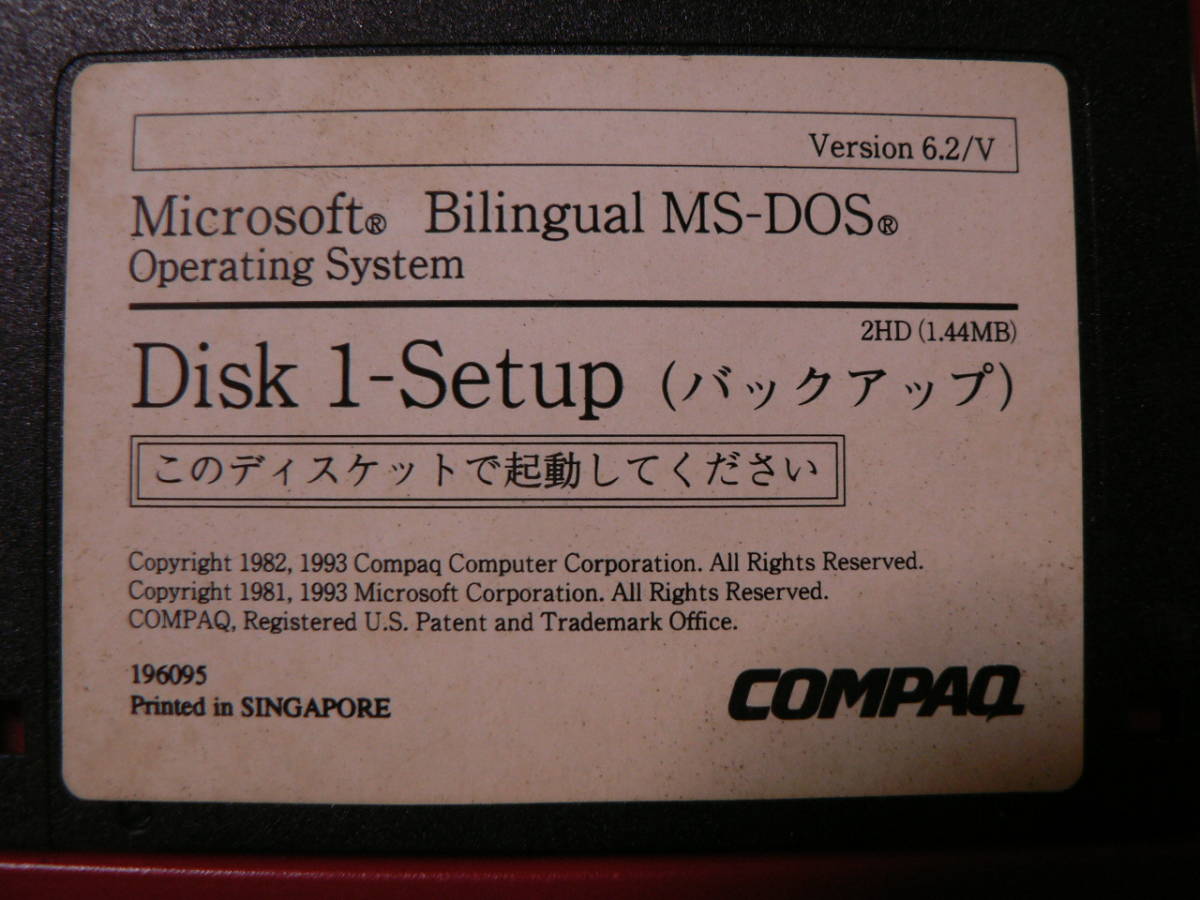 Version 6.2/V
Microsoft® Bilingual MS-DOS®
Operating System
2HD (1.44MB)
Disk 1-Setup (バックアップ)
このディスケットで起動してください
Copyright 1982, 1993 Compaq Computer Corporation. All Rights Reserved.
Copyright 1981, 1993 Microsoft Corporation. All Rights Reserved.
COMPAQ, Registered U.S. Patent and Trademark Office.
196095
Printed in SINGAPORE
COMPAQ